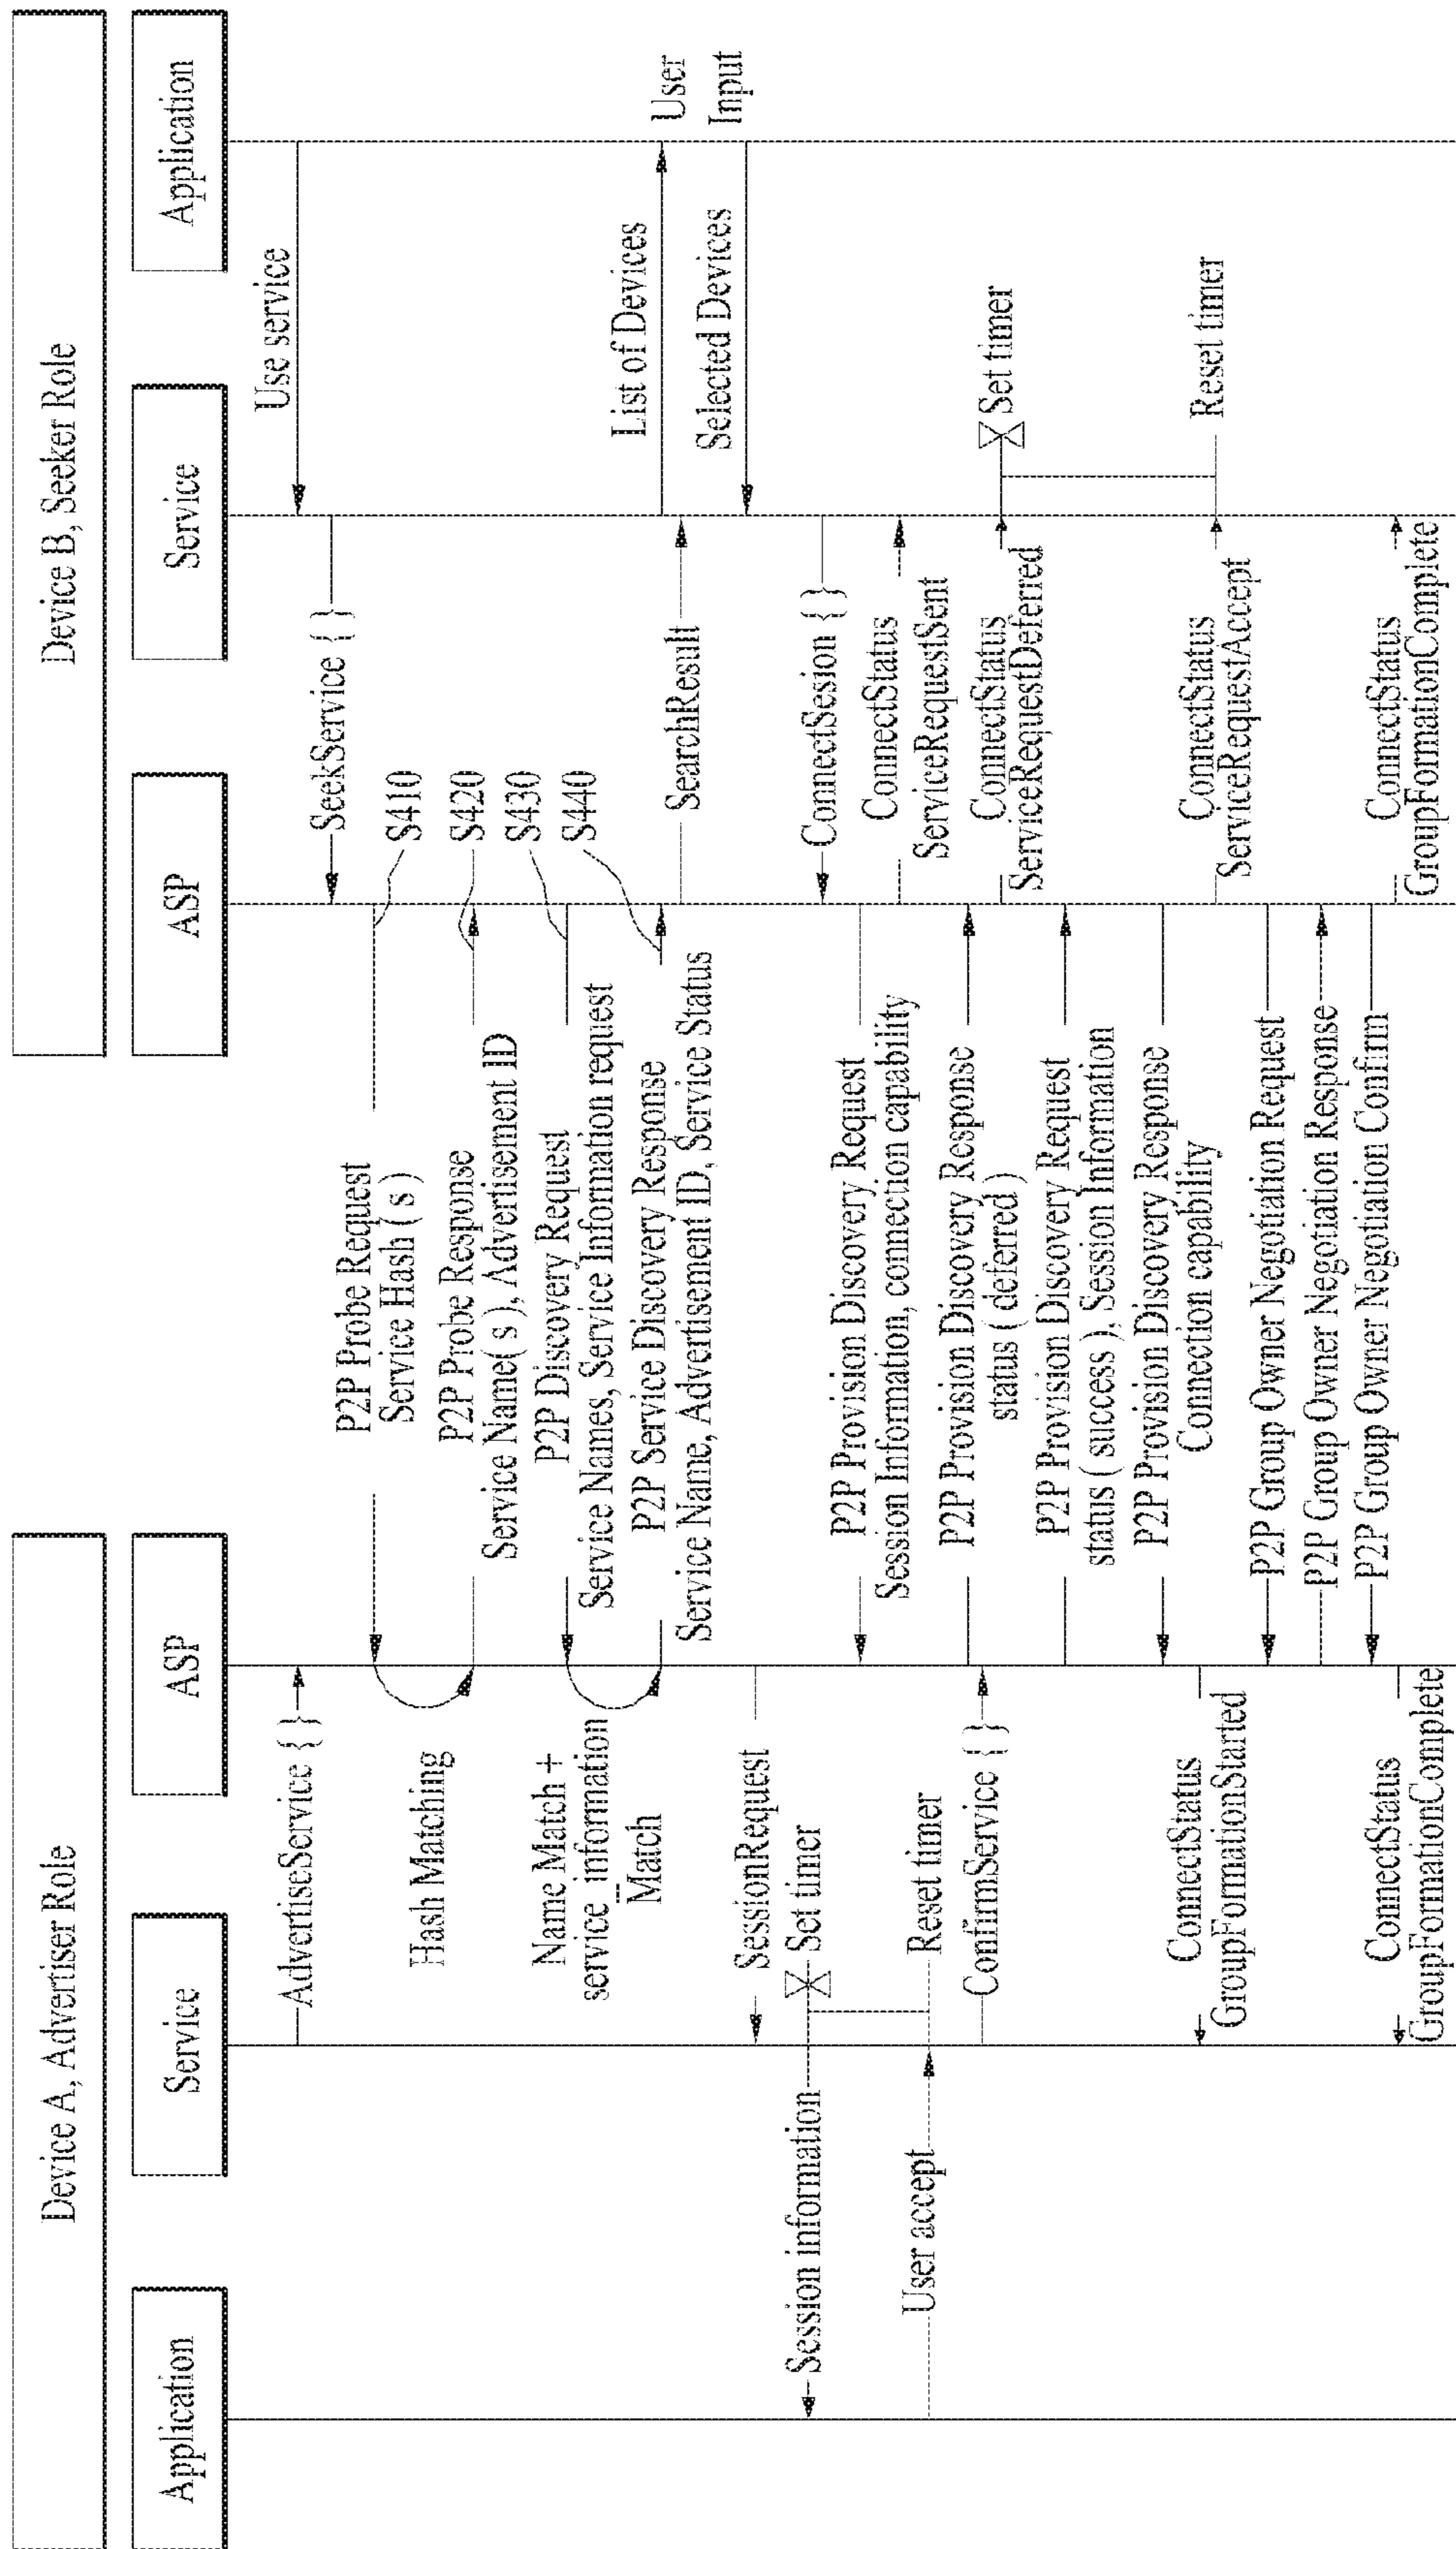 Device A, Advertiser Role
Device B, Seeker Role
Application
Service
ASP
ASP
Service
Application
AdvertiseService { }
Use service
SeekService { }
P2P Probe Request
Service Hash ( s )
S410
Hash Matching
P2P Probe Response
Service Name( s ), Advertisement ID
S420
Name Match +
service_information
Match
P2P Discovery Request
Service Names, Service Information request
S430
P2P Service Discovery Response
Service Name, Advertisement ID, Service Status
S440
SearchResult
List of Devices
User
Input
Selected Devices
SessionRequest
Session information
Set timer
ConnectSesion { }
P2P Provision Discovery Request
Session Information, connection capability
ConnectStatus
ServiceRequestSent
User accept
Reset timer
ConfirmService { }
P2P Provision Discovery Response
status ( deferred )
ConnectStatus
ServiceRequestDeferred
Set timer
P2P Provision Discovery Request
status ( success ), Session Information
P2P Provision Discovery Response
Connection capability
ConnectStatus
GroupFormationStarted
ConnectStatus
ServiceRequestAccept
Reset timer
P2P Group Owner Negotiation Request
P2P Group Owner Negotiation Response
P2P Group Owner Negotiation Confirm
ConnectStatus
GroupFormationComplete
ConnectStatus
GroupFormationComplete